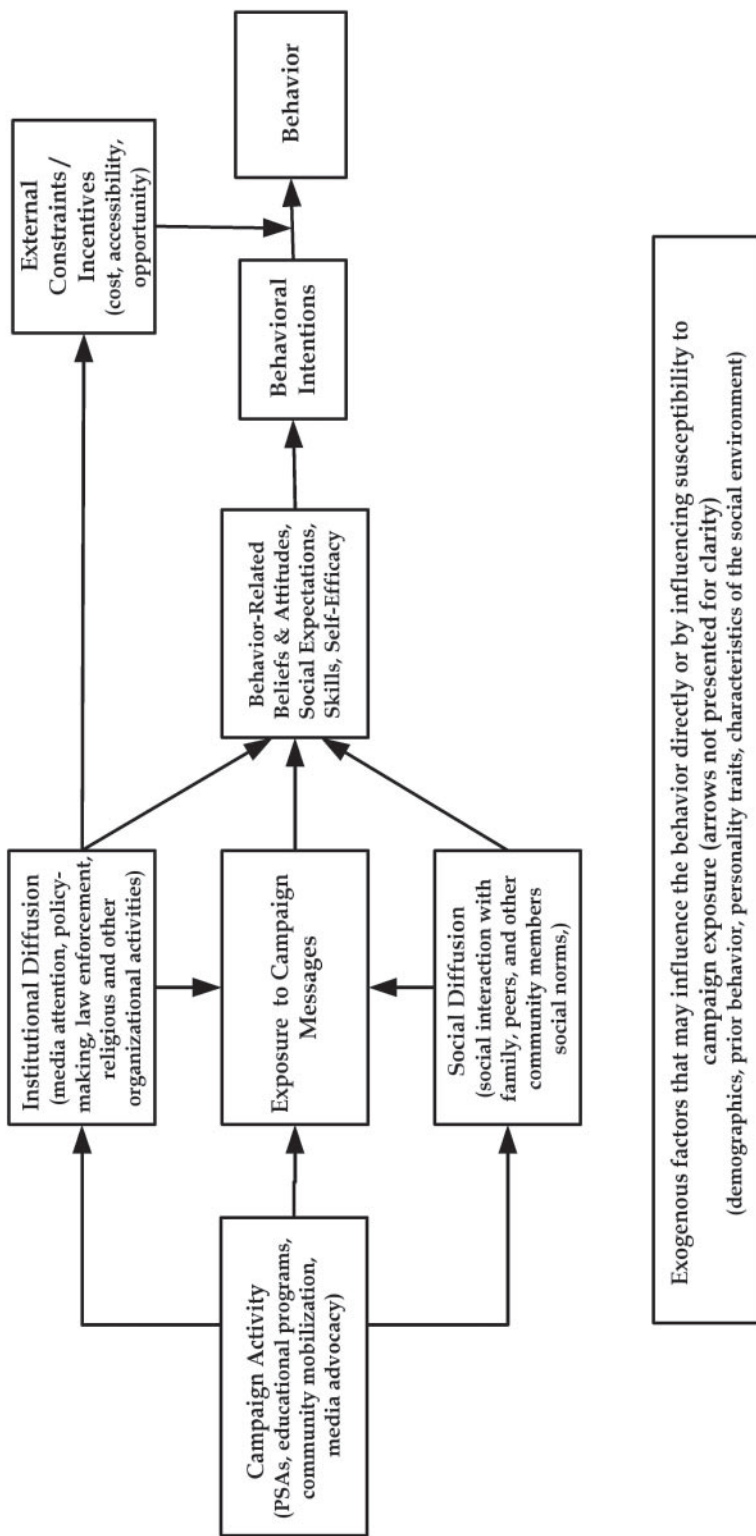 Campaign Activity
(PSAs, educational programs,
community mobilization,
media advocacy)
Institutional Diffusion
(media attention, policy-
making, law enforcement,
religious and other
organizational activities)
Exposure to Campaign
Messages
Social Diffusion
(social interaction with
family, peers, and other
community members
social norms,)
Behavior-Related
Beliefs & Attitudes,
Social Expectations,
Skills, Self-Efficacy
Behavioral
Intentions
External
Constraints /
Incentives
(cost, accessibility,
opportunity)
Behavior
Exogenous factors that may influence the behavior directly or by influencing susceptibility to
campaign exposure (arrows not presented for clarity)
(demographics, prior behavior, personality traits, characteristics of the social environment)